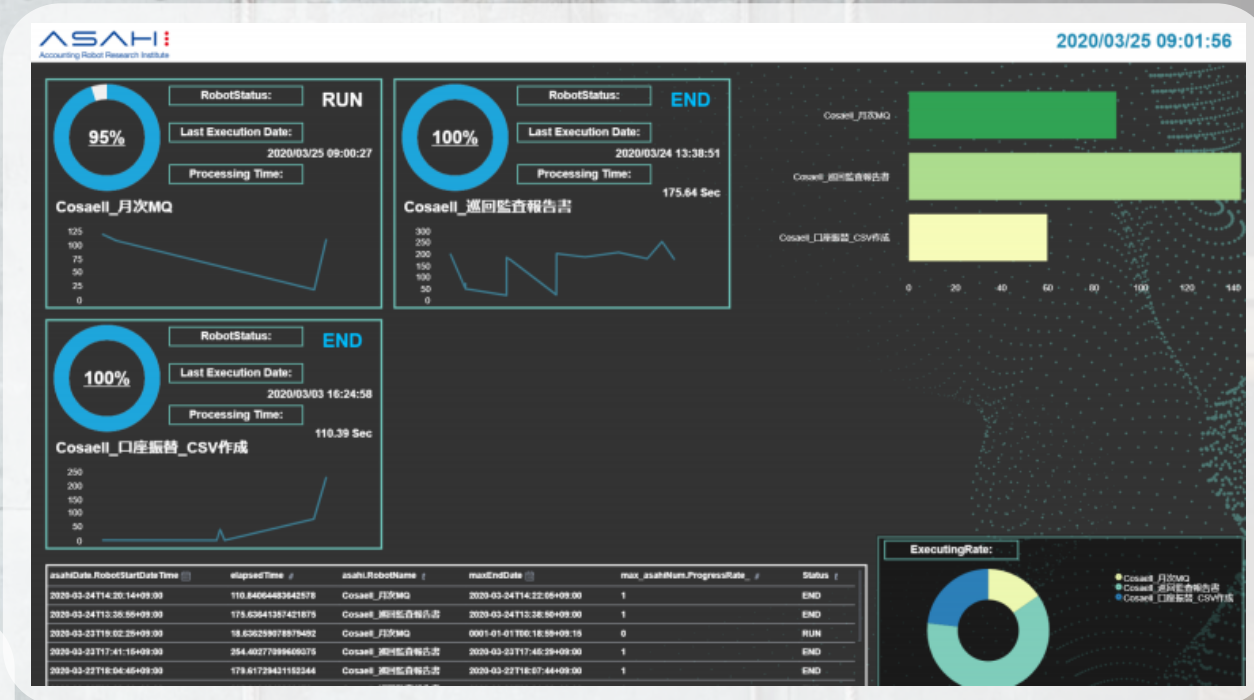 ASAHI
Accounting Robot Research Institute
2020/03/25 09:01:56
95%
RobotStatus:
RUN
Last Execution Date:
2020/03/25 09:00:27
Processing Time:
Cosaell_月次MQ
125
100
75
50
25
0
100%
RobotStatus:
END
Last Execution Date:
2020/03/24 13:38:51
Processing Time:
175.64 Sec
Cosaell_巡回監査報告書
300
250
200
150
100
50
0
Cosaell_月次MQ
Cosaell_巡回監査報告書
Cosaell_口座振替_CSV作成
0 20 40 60 80 100 120 140
100%
RobotStatus:
END
Last Execution Date:
2020/03/03 16:24:58
Processing Time:
110.39 Sec
Cosaell_口座振替_CSV作成
250
200
150
100
50
0
asahiDate.RobotStartDateTime elapsedTime asahi.RobotName maxEndDate max_asahiNum.ProgressRate_ Status
2020-03-24T14:20:14+09:00 110.84064483642578 Cosaell_月次MQ 2020-03-24T14:22:05+09:00 1 END
2020-03-24T13:35:55+09:00 175.63641357421875 Cosaell_巡回監査報告書 2020-03-24T13:38:50+09:00 1 END
2020-03-23T19:02:25+09:00 18.636259078979492 Cosaell_月次MQ 0001-01-01T00:18:59+09:15 0 RUN
2020-03-23T17:41:15+09:00 254.40277099609375 Cosaell_巡回監査報告書 2020-03-23T17:45:29+09:00 1 END
2020-03-22T18:04:45+09:00 179.61729431152344 Cosaell_巡回監査報告書 2020-03-22T18:07:44+09:00 1 END
ExecutingRate:
Cosaell_月次MQ
Cosaell_巡回監査報告書
Cosaell_口座振替_CSV作成